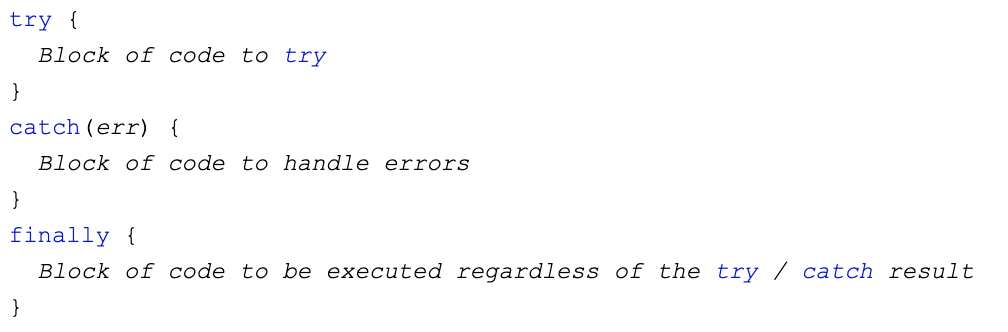 try {
  Block of code to try
}
catch(err) {
  Block of code to handle errors
}
finally {
  Block of code to be executed regardless of the try / catch result
}